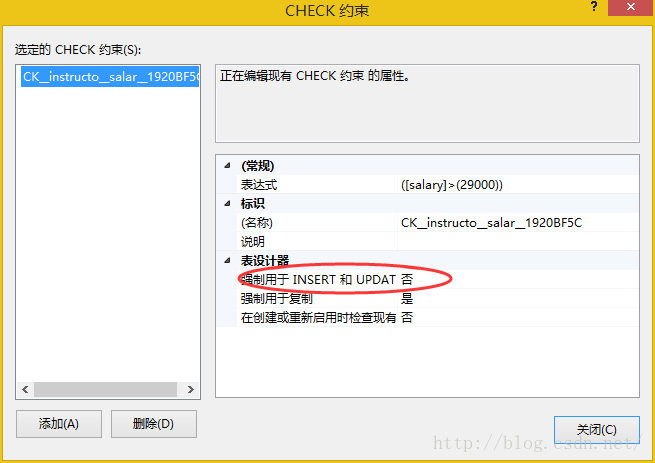 CHECK 约束
?
选定的 CHECK 约束(S):
CK__instructo__salar__1920BF5C
正在编辑现有 CHECK 约束 的属性。
(常规)
表达式 ([salary]>(29000))
标识
(名称) CK__instructo__salar__1920BF5C
说明
表设计器
强制用于 INSERT 和 UPDAT 否
强制用于复制 是
在创建或重新启用时检查现有 否
添加(A) 删除(D)
关闭(C)
http://blog.csdn.net/